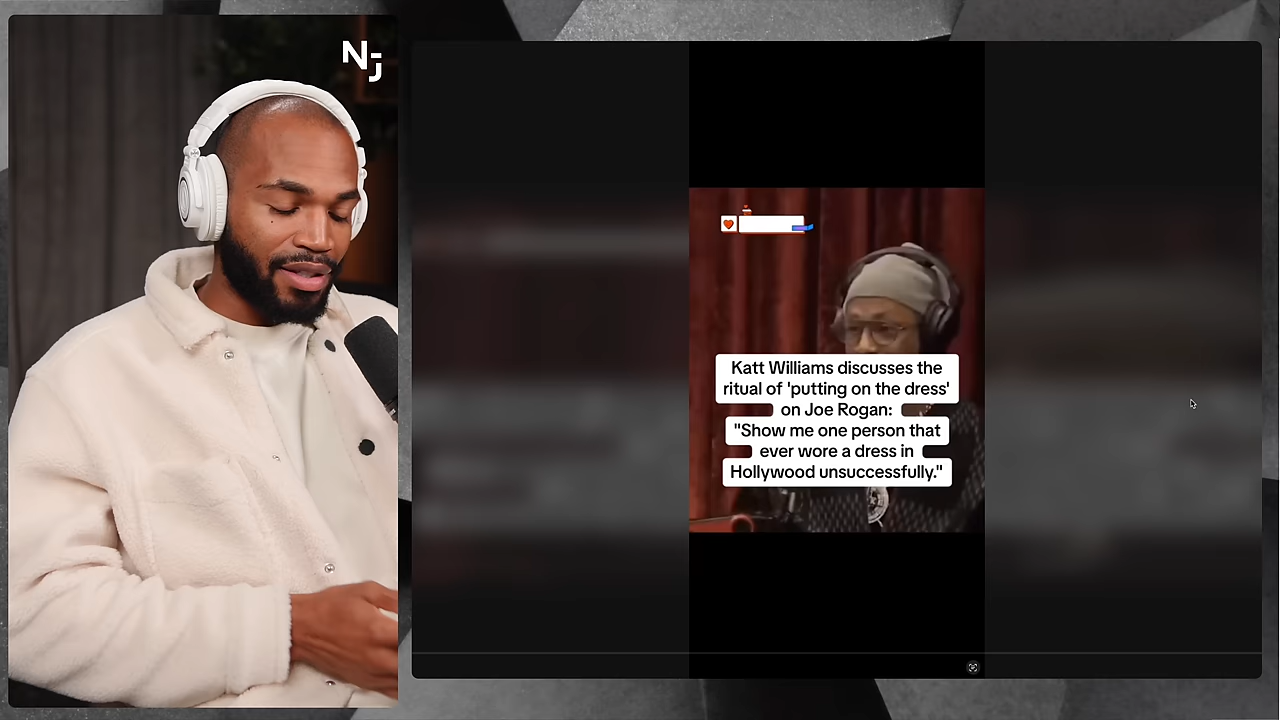 NJ
Katt Williams discusses the
ritual of 'putting on the dress'
on Joe Rogan:
"Show me one person that
ever wore a dress in
Hollywood unsuccessfully."